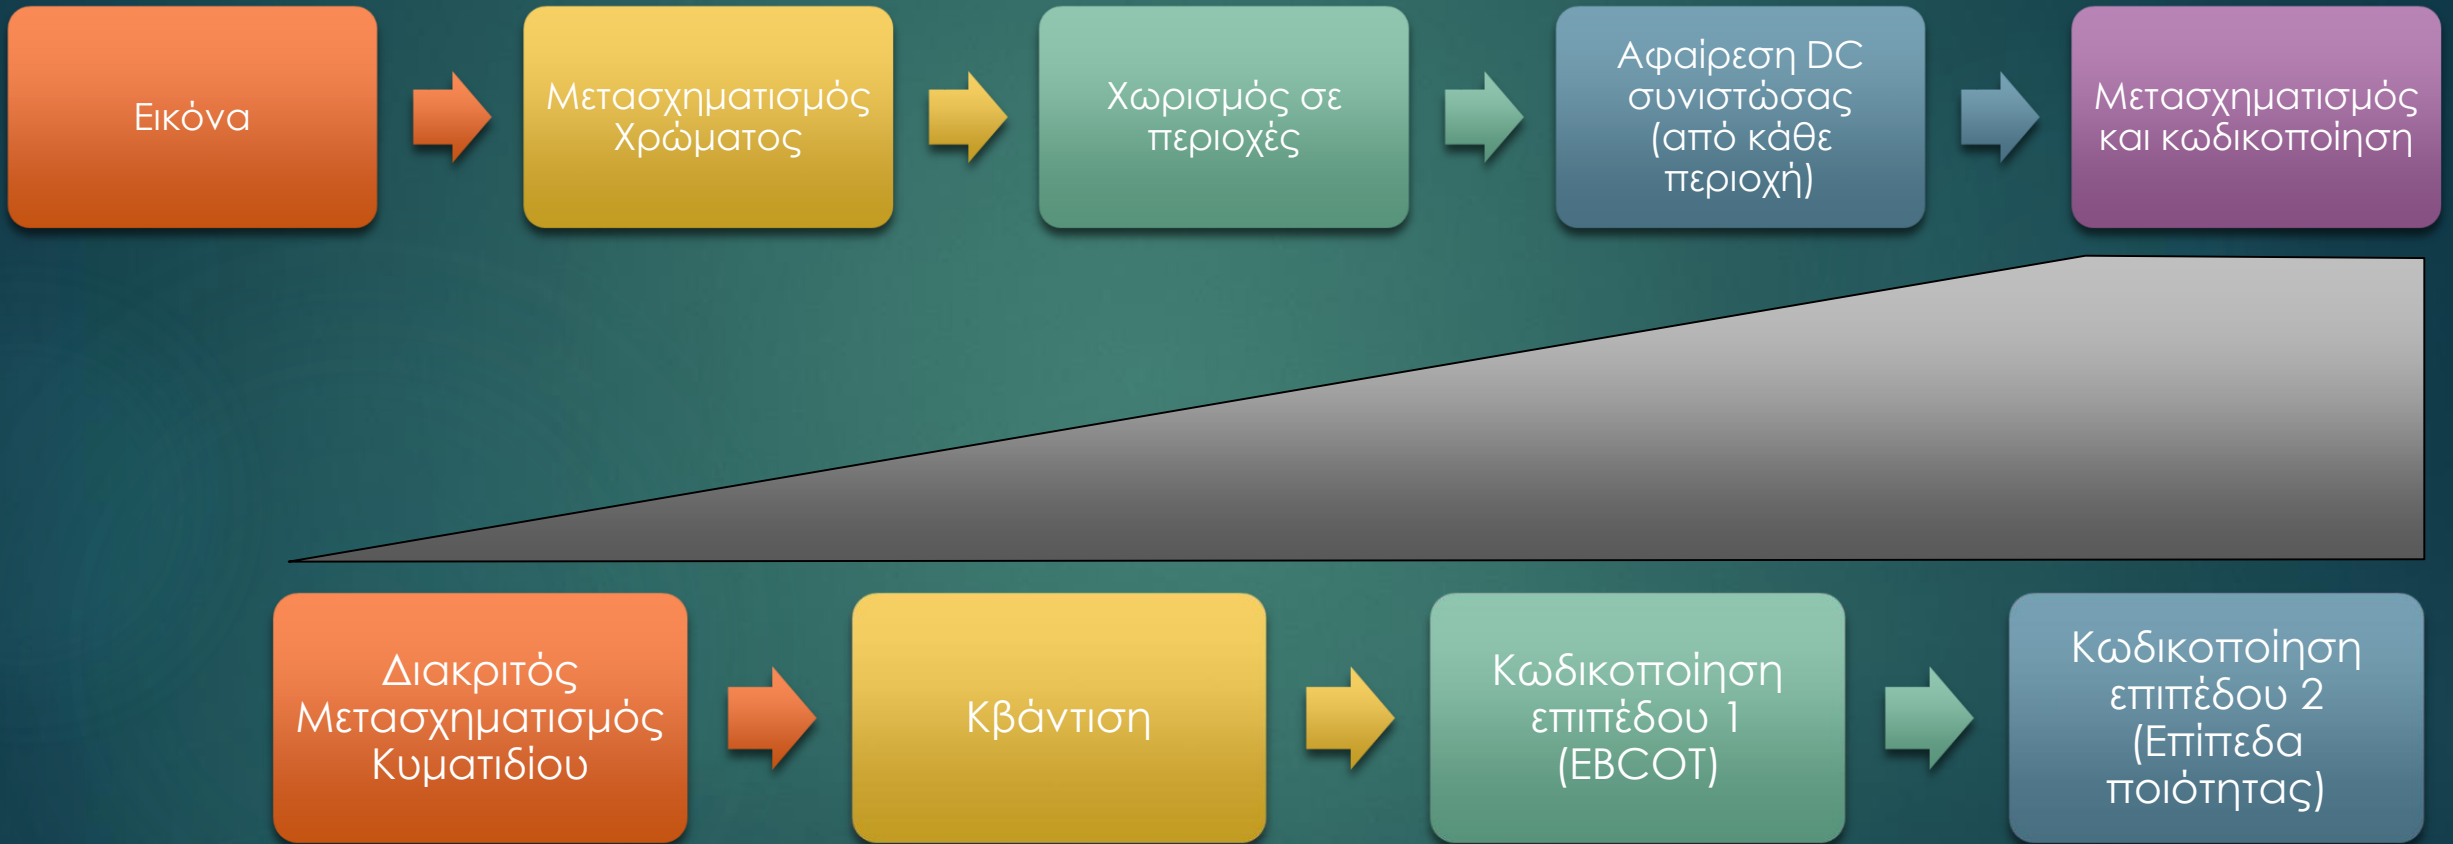 Εικόνα
Μετασχηματισμός
Χρώματος
Χωρισμός σε
περιοχές
Αφαίρεση DC
συνιστώσας
(από κάθε
περιοχή)
Μετασχηματισμός
και κωδικοποίηση
Διακριτός
Μετασχηματισμός
Κυματιδίου
Κβάντιση
Κωδικοποίηση
επιπέδου 1
(EBCOT)
Κωδικοποίηση
επιπέδου 2
(Επίπεδα
ποιότητας)